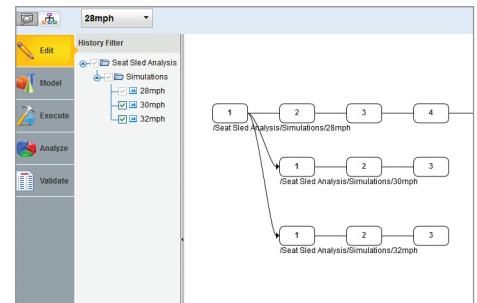 28mph
Edit
Model
Execute
Analyze
Validate
History Filter
Seat Sled Analysis
Simulations
28mph
30mph
32mph
1 2 3 4
/Seat Sled Analysis/Simulations/28mph
1 2 3
/Seat Sled Analysis/Simulations/30mph
1 2 3
/Seat Sled Analysis/Simulations/32mph